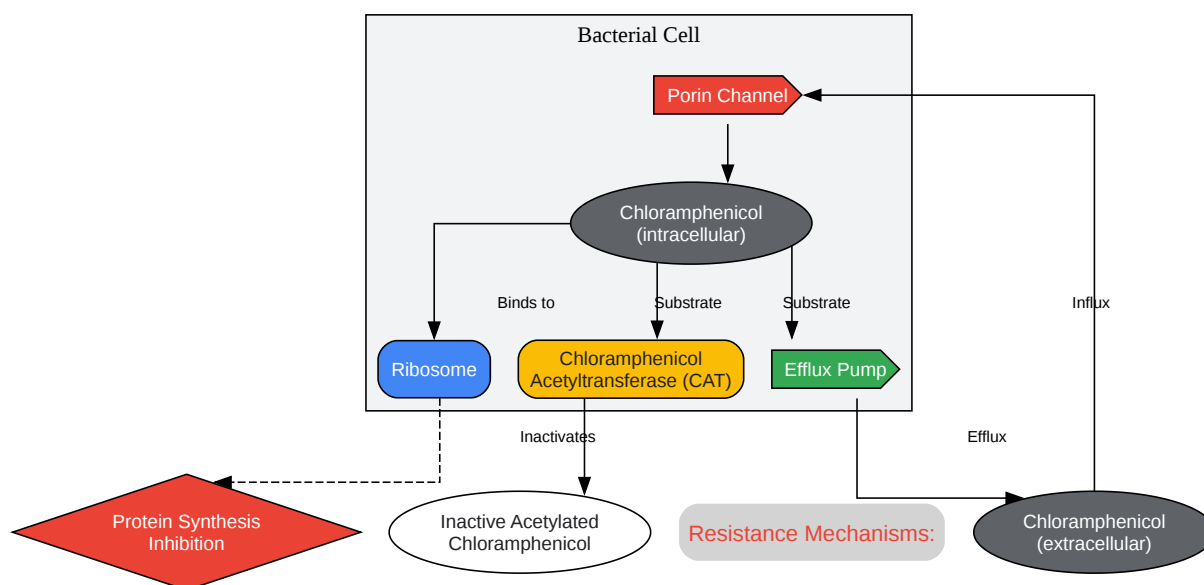 Bacterial Cell
Porin Channel
Chloramphenicol
(intracellular)
Binds to
Substrate
Substrate
Influx
Ribosome
Chloramphenicol
Acetyltransferase (CAT)
Efflux Pump
Inactivates
Efflux
Protein Synthesis
Inhibition
Inactive Acetylated
Chloramphenicol
Resistance Mechanisms:
Chloramphenicol
(extracellular)